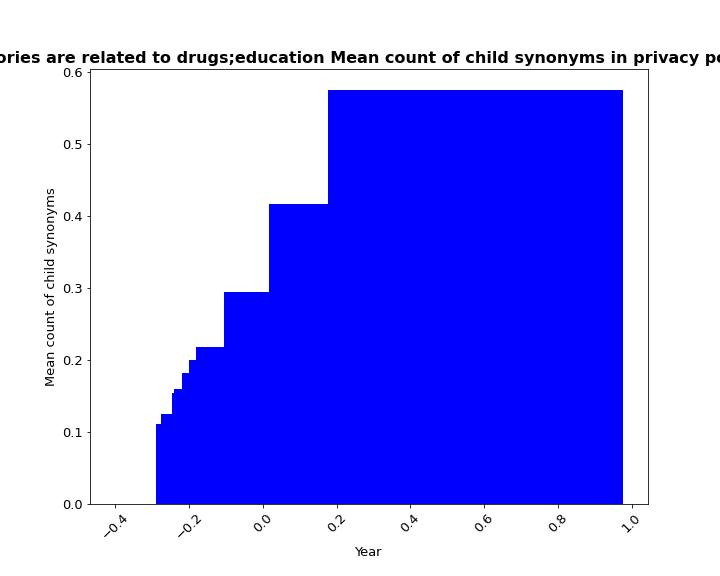 ories are related to drugs;education Mean count of child synonyms in privacy po
0.6
0.5
0.4
0.3
0.2
0.1
0.0
Mean count of child synonyms
−0.4 −0.2 0.0 0.2 0.4 0.6 0.8 1.0
Year